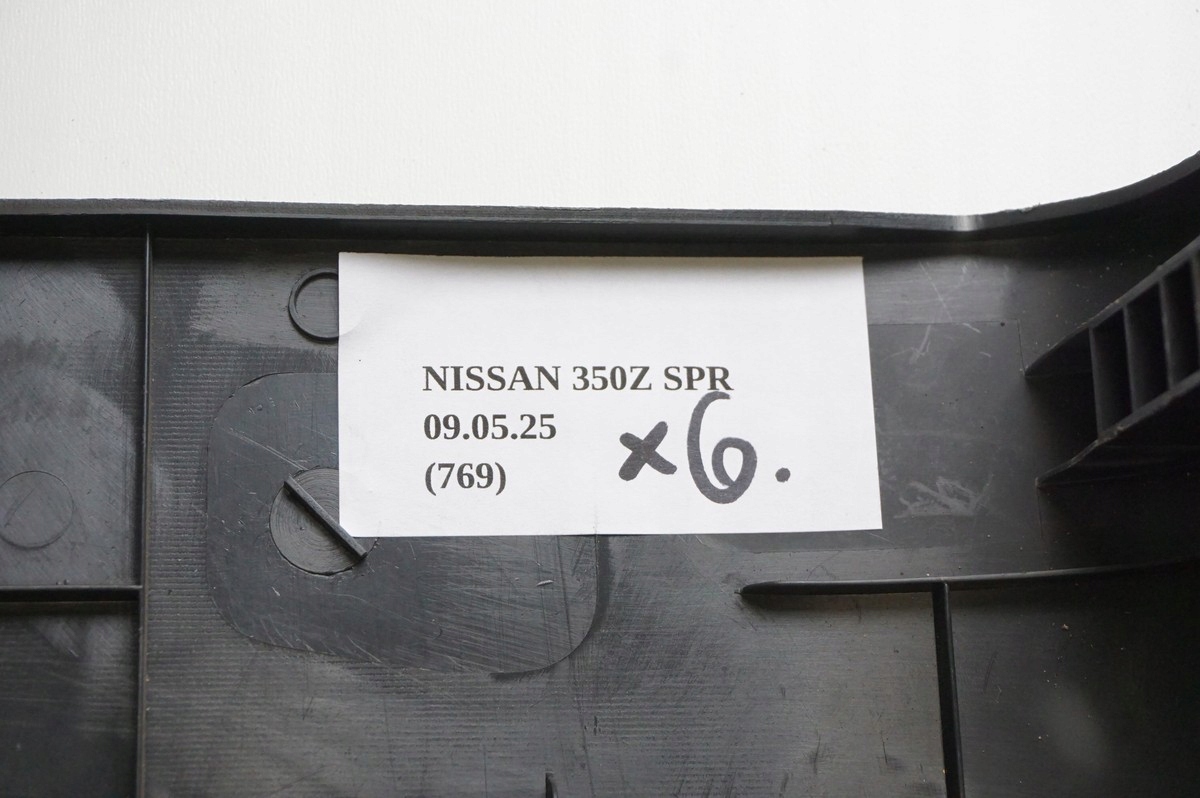 NISSAN 350Z SPR
09.05.25
(769)
x6.